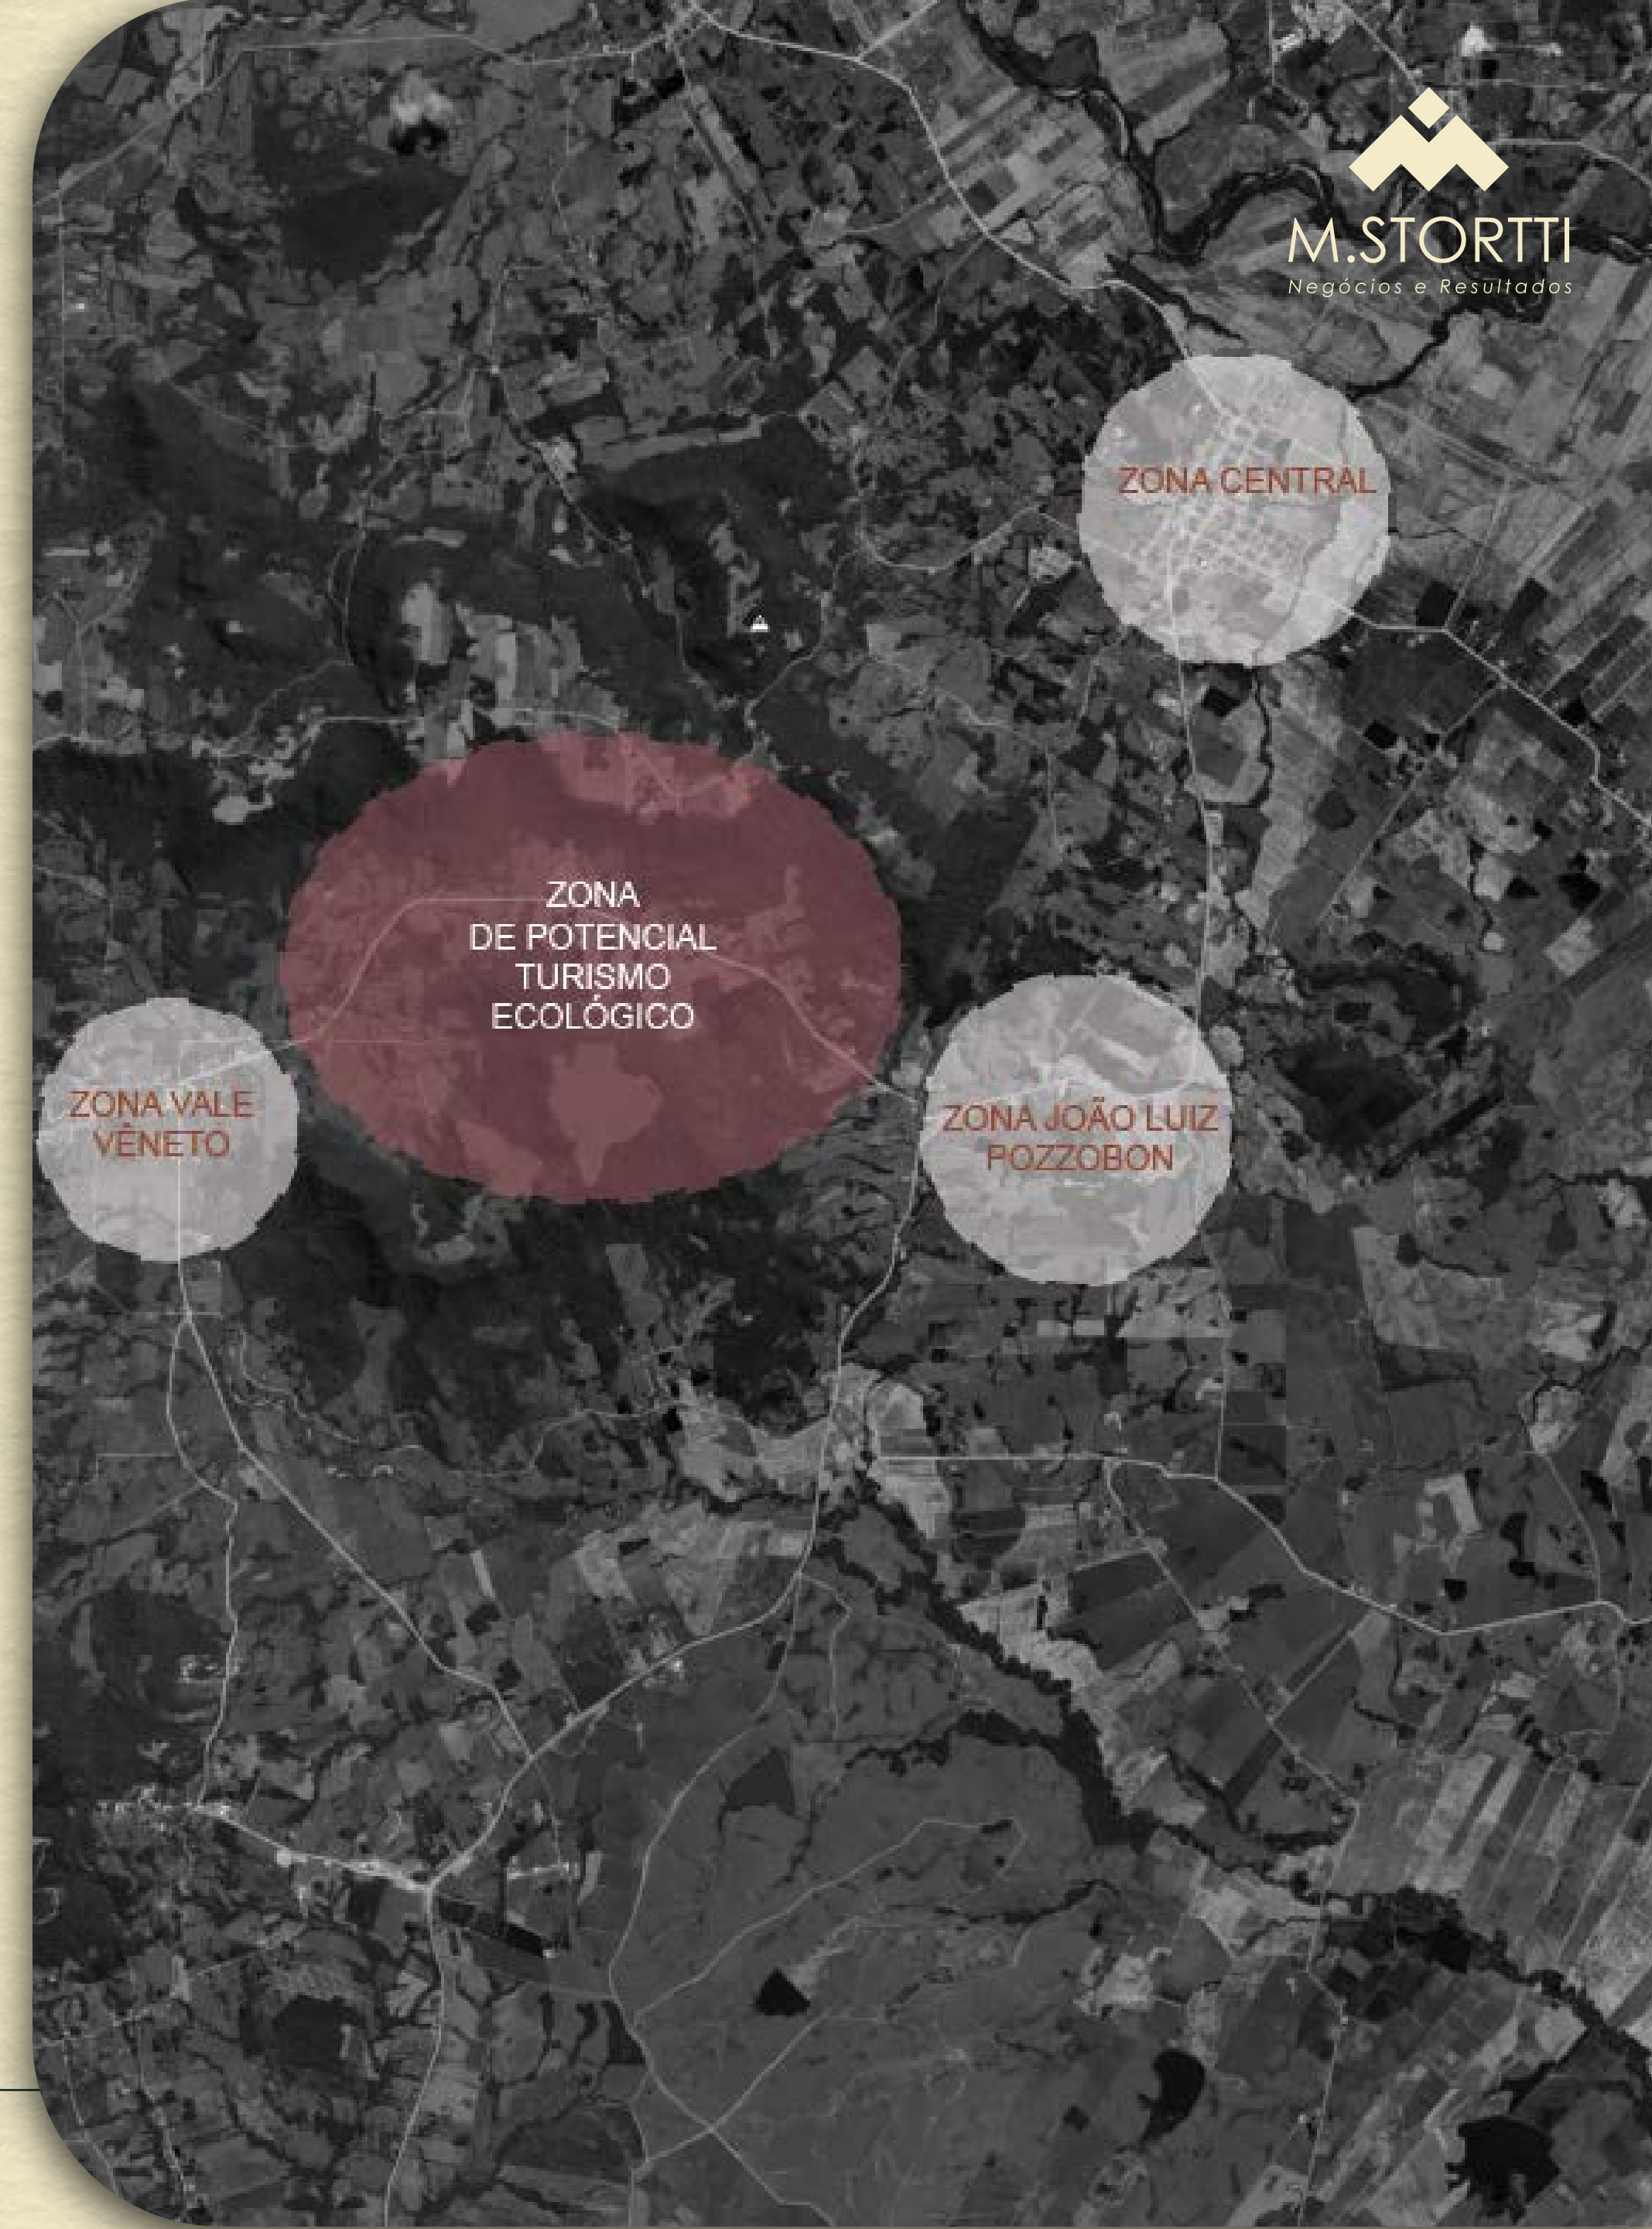 M.STORTTI
Negócios e Resultados
ZONA CENTRAL
ZONA
DE POTENCIAL
TURISMO
ECOLÓGICO
ZONA VALE
VÊNETO
ZONA JOÃO LUIZ
POZZOBON